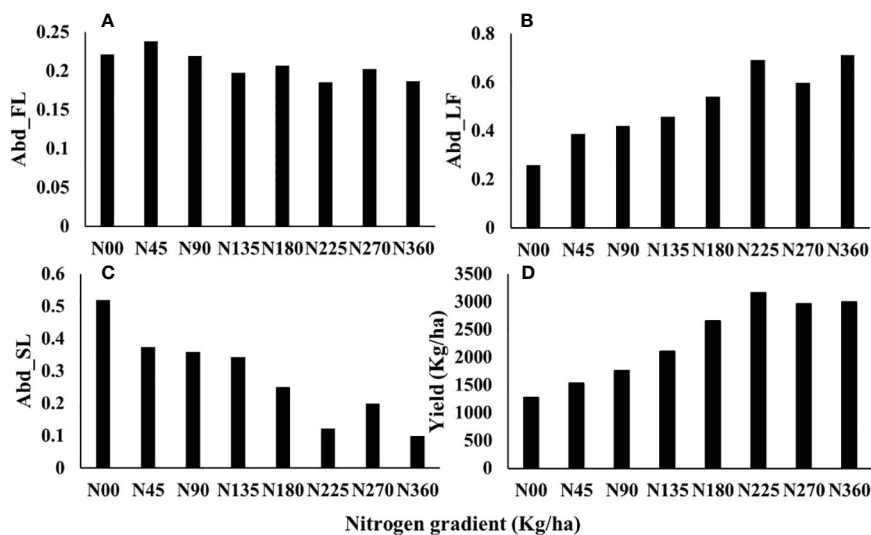 A
0.25
0.2
0.15
0.1
0.05
0
Abd_FL
N00 N45 N90 N135 N180 N225 N270 N360
B
0.8
0.6
0.4
0.2
0
Abd_LF
N00 N45 N90 N135 N180 N225 N270 N360
C
0.6
0.5
0.4
0.3
0.2
0.1
0
Abd_SL
N00 N45 N90 N135 N180 N225 N270 N360
D
3500
3000
2500
2000
1500
1000
500
0
Yield (Kg/ha)
N00 N45 N90 N135 N180 N225 N270 N360
Nitrogen gradient (Kg/ha)